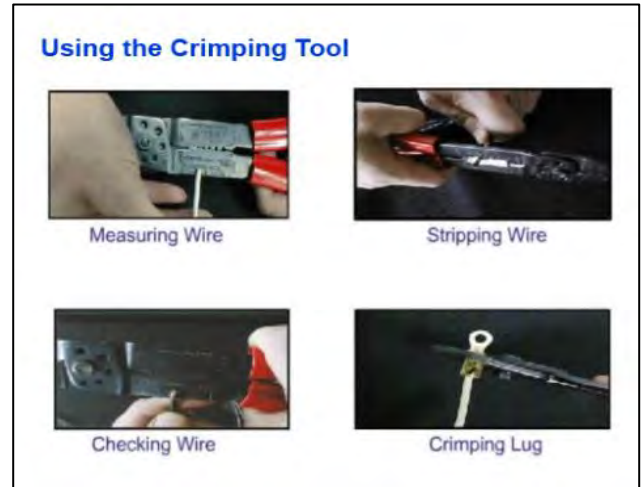 Using the Crimping Tool
Measuring Wire
Stripping Wire
Checking Wire
Crimping Lug